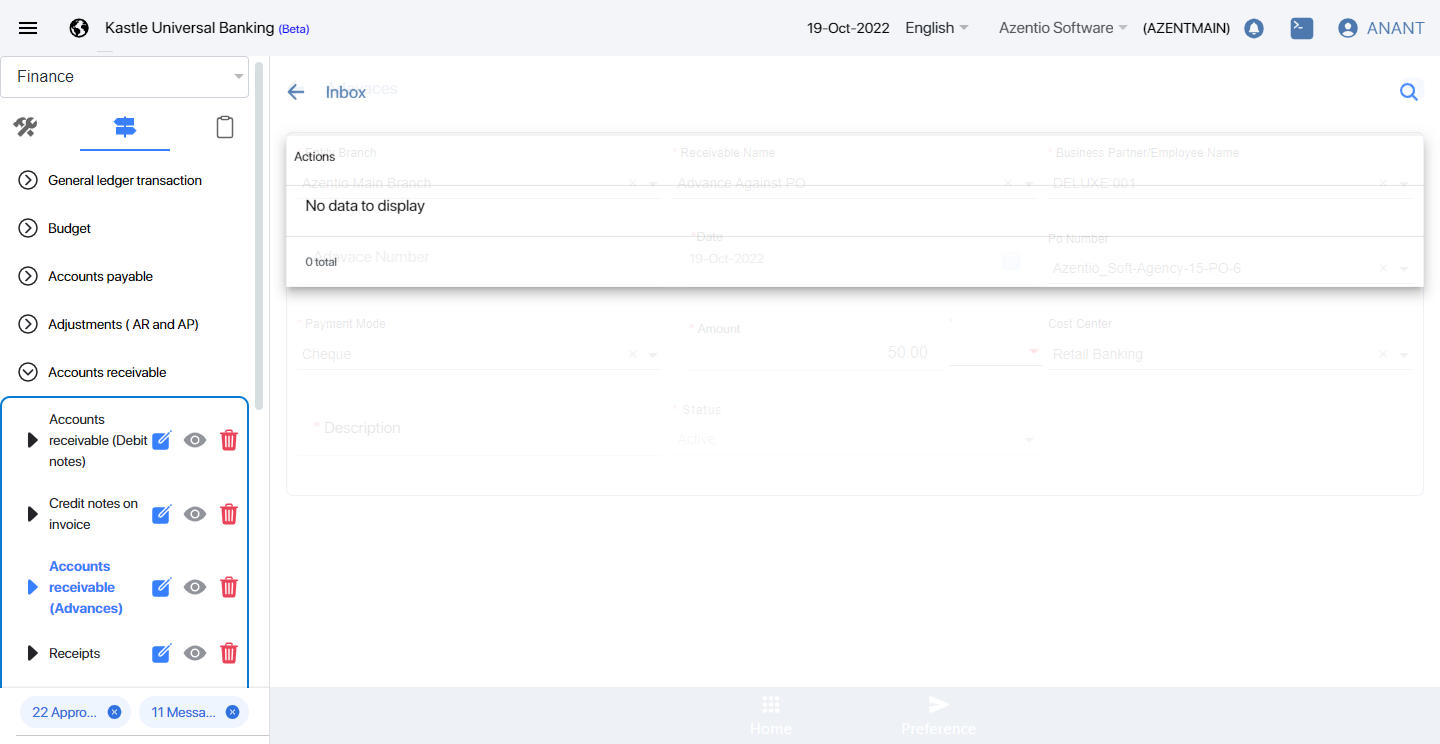 Kastle Universal Banking (Beta)
19-Oct-2022 English Azentio Software (AZENTMAIN) ANANT
Finance
General ledger transaction
Budget
Accounts payable
Adjustments ( AR and AP)
Accounts receivable
Accounts
receivable (Debit
notes)
Credit notes on
invoice
Accounts
receivable
(Advances)
Receipts
22 Appro...
11 Messa...
Inbox
Advances
Actions
* Entity Branch
* Receivable Name
* Business Partner/Employee Name
Azentio Main Branch
Advance Against PO
DELUXE 001
No data to display
*Date
Po Number
Advace Number
19-Oct-2022
0 total
Azentio_Soft-Agency-15-PO-6
* Payment Mode
* Amount
*
Cost Center
Cheque
50.00
Retail Banking
* Description
* Status
Active
Home
Preference